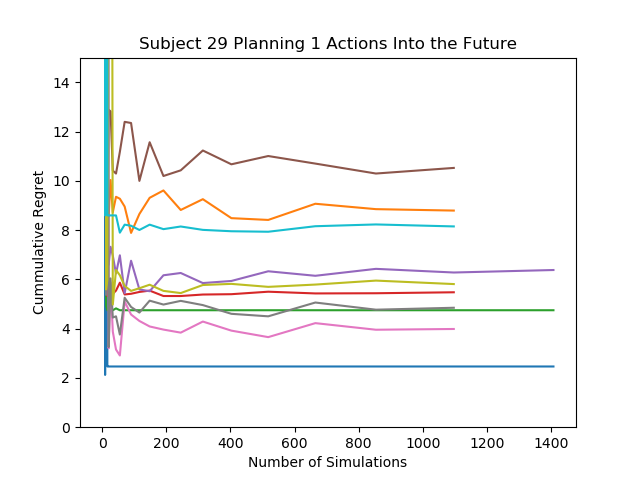 Subject 29 Planning 1 Actions Into the Future
14
12
10
8
6
4
2
0
Cummulative Regret
0 200 400 600 800 1000 1200 1400
Number of Simulations